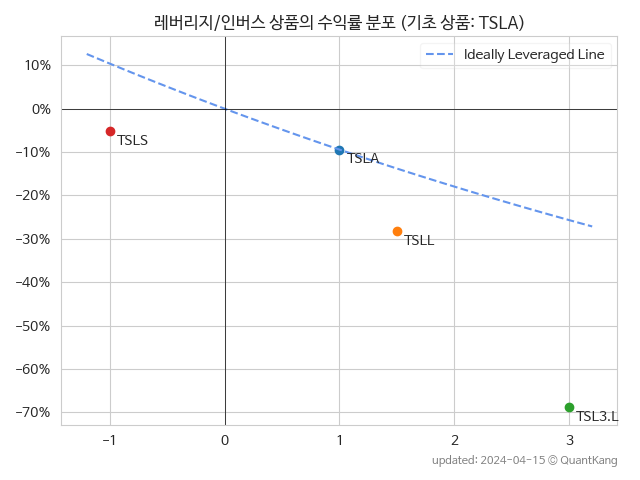 레버리지/인버스 상품의 수익률 분포 (기초 상품: TSLA)
Ideally Leveraged Line
10%
0%
−10%
−20%
−30%
−40%
−50%
−60%
−70%
TSLS
TSLA
TSLL
TSL3.L
−1
0
1
2
3
updated: 2024-04-15 © QuantKang